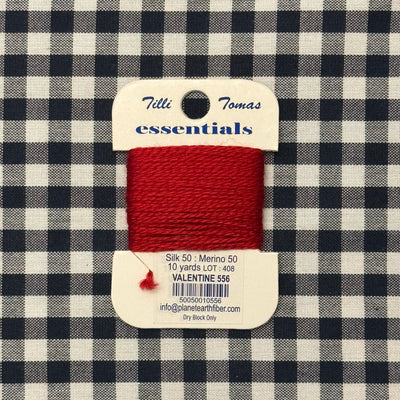 Tilli Tomas
essentials
Silk 50 : Merino 50
10 yards LOT : 408
VALENTINE 556
50050010556
info@planetearthfiber.com
Dry Block Only